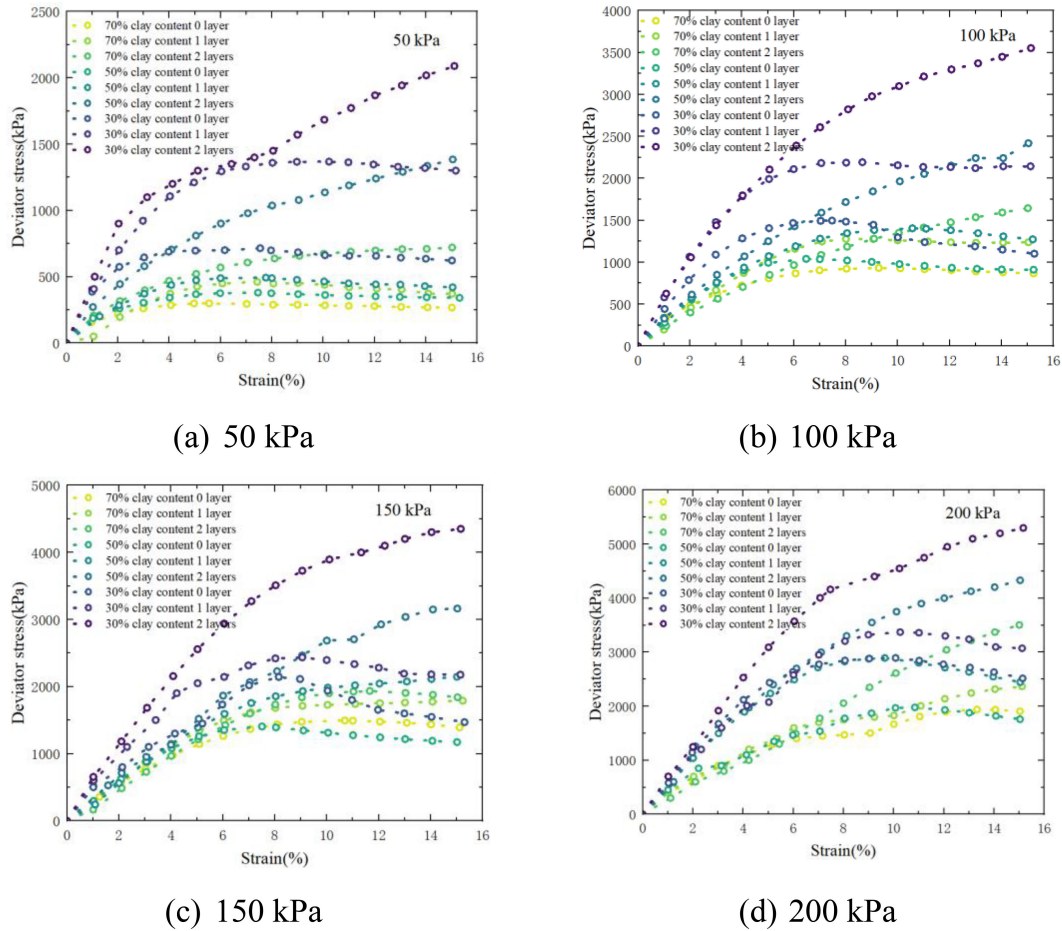 2500
2000
1500
1000
500
0
Deviator stress(kPa)
70% clay content 0 layer
70% clay content 1 layer
70% clay content 2 layers
50% clay content 0 layer
50% clay content 1 layer
50% clay content 2 layers
30% clay content 0 layer
30% clay content 1 layer
30% clay content 2 layers
50 kPa
0 2 4 6 8 10 12 14 16
Strain(%)
(a) 50 kPa
4000
3500
3000
2500
2000
1500
1000
500
0
Deviator stress(kPa)
70% clay content 0 layer
70% clay content 1 layer
70% clay content 2 layers
50% clay content 0 layer
50% clay content 1 layer
50% clay content 2 layers
30% clay content 0 layer
30% clay content 1 layer
30% clay content 2 layers
100 kPa
0 2 4 6 8 10 12 14 16
Strain(%)
(b) 100 kPa
5000
4000
3000
2000
1000
0
Deviator stress(kPa)
70% clay content 0 layer
70% clay content 1 layer
70% clay content 2 layers
50% clay content 0 layer
50% clay content 1 layer
50% clay content 2 layers
30% clay content 0 layer
30% clay content 1 layer
30% clay content 2 layers
150 kPa
0 2 4 6 8 10 12 14 16
Strain(%)
(c) 150 kPa
6000
5000
4000
3000
2000
1000
0
Deviator stress(kPa)
70% clay content 0 layer
70% clay content 1 layer
70% clay content 2 layers
50% clay content 0 layer
50% clay content 1 layer
50% clay content 2 layers
30% clay content 0 layer
30% clay content 1 layer
30% clay content 2 layers
200 kPa
0 2 4 6 8 10 12 14 16
Strain(%)
(d) 200 kPa